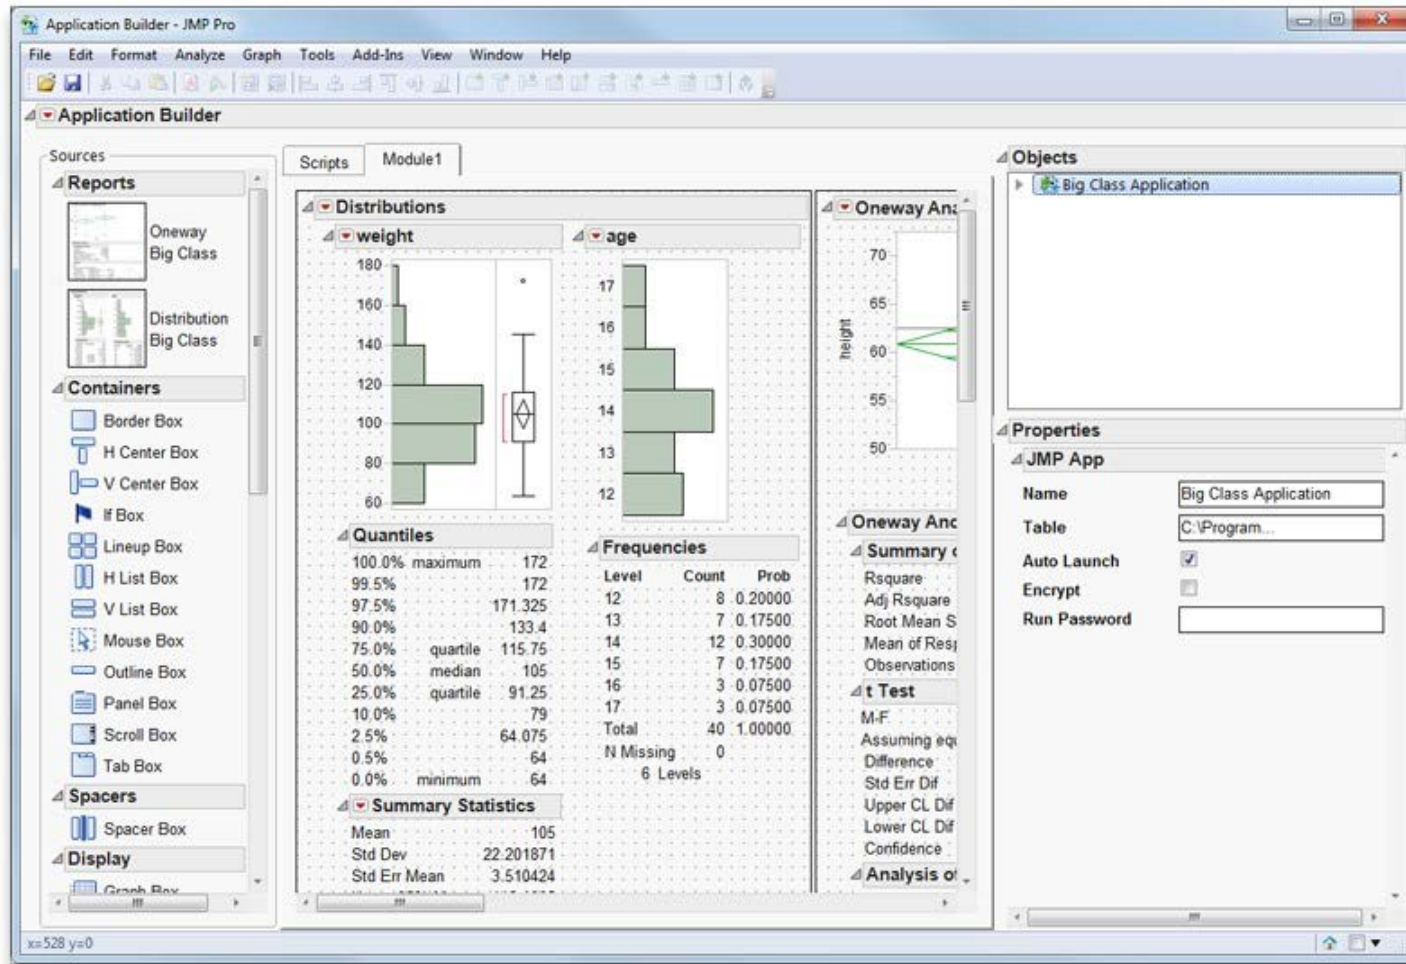 Application Builder - JMP Pro
File Edit Format Analyze Graph Tools Add-Ins View Window Help
Application Builder
Sources
Reports
Oneway
Big Class
Distribution
Big Class
Containers
Border Box
H Center Box
V Center Box
If Box
Lineup Box
H List Box
V List Box
Mouse Box
Outline Box
Panel Box
Scroll Box
Tab Box
Spacers
Spacer Box
Display
Graph Box
Scripts Module1
Distributions
weight
180
160
140
120
100
80
60
Quantiles
100.0% maximum 172
99.5% 172
97.5% 171.325
90.0% 133.4
75.0% quartile 115.75
50.0% median 105
25.0% quartile 91.25
10.0% 79
2.5% 64.075
0.5% 64
0.0% minimum 64
Summary Statistics
Mean 105
Std Dev 22.201871
Std Err Mean 3.510424
age
17
16
15
14
13
12
Frequencies
Level Count Prob
12 8 0.20000
13 7 0.17500
14 12 0.30000
15 7 0.17500
16 3 0.07500
17 3 0.07500
Total 40 1.00000
N Missing 0
6 Levels
Oneway Ana
height
70
65
60
55
50
Oneway Ano
Summary o
Rsquare
Adj Rsquare
Root Mean S
Mean of Resp
Observations
t Test
M-F
Assuming equ
Difference
Std Err Dif
Upper CL Dif
Lower CL Dif
Confidence
Analysis of
Objects
Big Class Application
Properties
JMP App
Name Big Class Application
Table C:\Program...
Auto Launch
Encrypt
Run Password
x=528 y=0